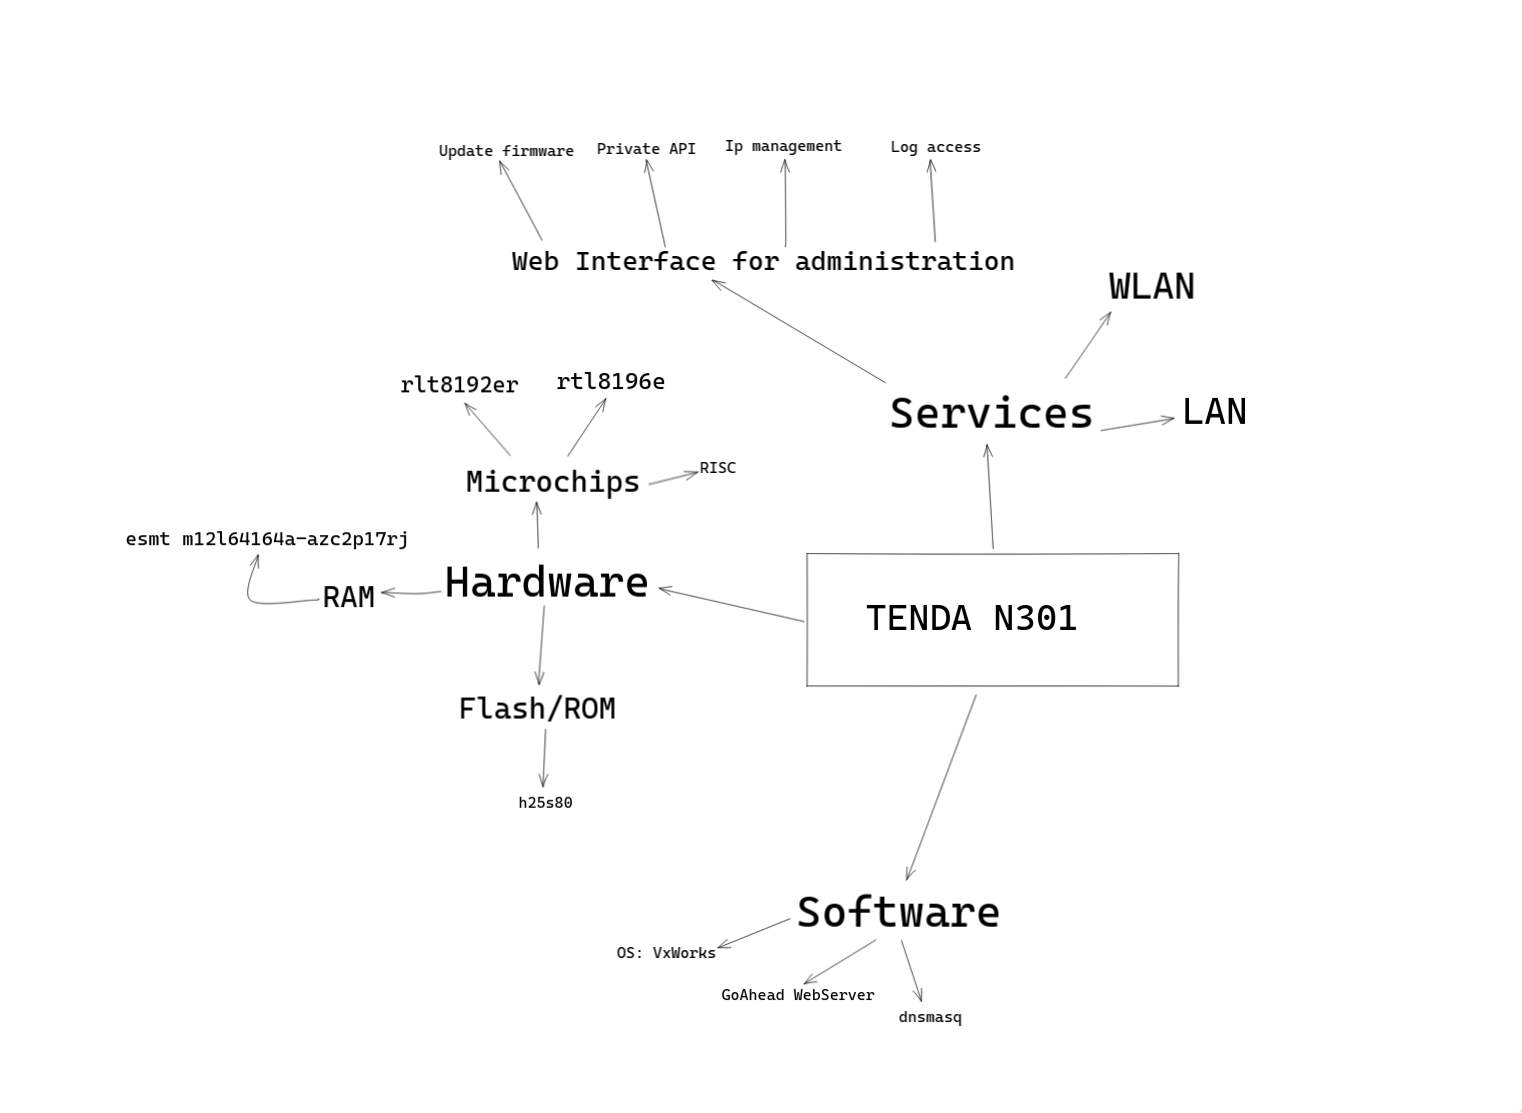 Update firmware
Private API
Ip management
Log access
Web Interface for administration
WLAN
rlt8192er
rtl8196e
Services
LAN
Microchips
RISC
esmt m12l64164a-azc2p17rj
RAM
Hardware
TENDA N301
Flash/ROM
h25s80
Software
OS: VxWorks
GoAhead WebServer
dnsmasq